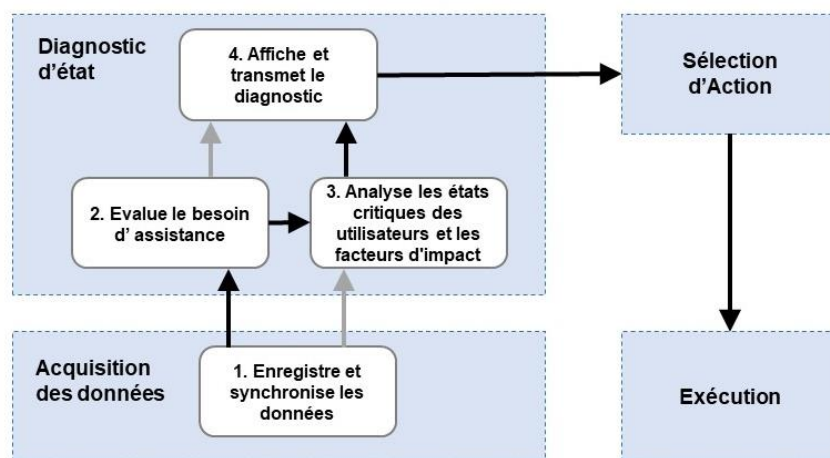 Diagnostic
d’état
4. Affiche et
transmet le
diagnostic
Sélection
d’Action
2. Evalue le besoin
d’ assistance
3. Analyse les états
critiques des
utilisateurs et les
facteurs d'impact
Acquisition
des données
1. Enregistre et
synchronise les
données
Exécution